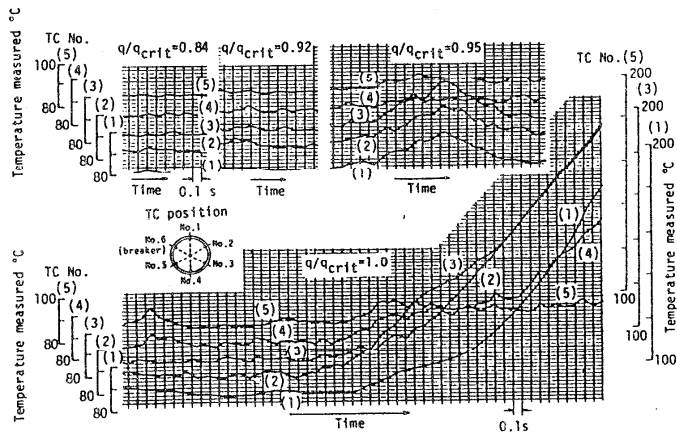 Temperature measured °C
TC No.
(5)
(4)
(3)
(2)
(1)
100
80
80
80
80
80
q/qcrit=0.84
q/qcrit=0.92
q/qcrit=0.95
(5)
(4)
(3)
(2)
(1)
(5)
(4)
(3)
(2)
(1)
Time
0.1 s
Time
Time
TC No.(5)
200
(3)
200
(1)
200
Temperature measured °C
100
100
100
TC position
No.1
No.2
No.3
No.4
No.5
No.6
(breaker)
Temperature measured °C
TC No.
(5)
(4)
(3)
(2)
(1)
100
80
80
80
80
80
q/qcrit=1.0
(5)
(4)
(3)
(2)
(1)
(3)
(2)
(1)
(4)
(5)
Time
0.1s